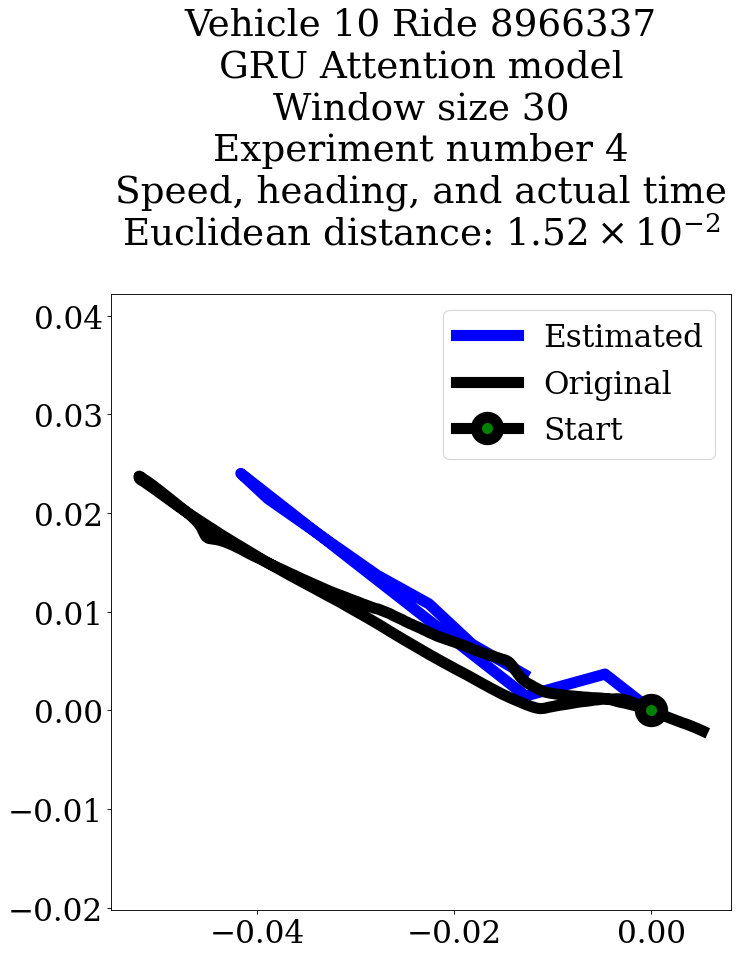 Vehicle 10 Ride 8966337
GRU Attention model
Window size 30
Experiment number 4
Speed, heading, and actual time
Euclidean distance: 1.52 × 10⁻²
Estimated
Original
Start
0.04
0.03
0.02
0.01
0.00
−0.01
−0.02
−0.04 −0.02 0.00